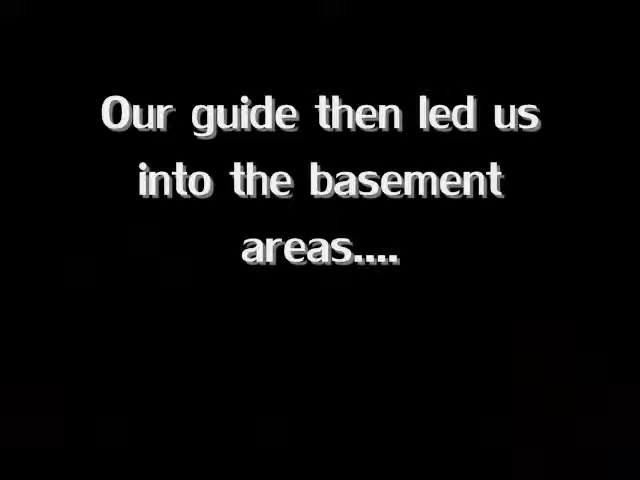 Our guide then led us
into the basement
areas....